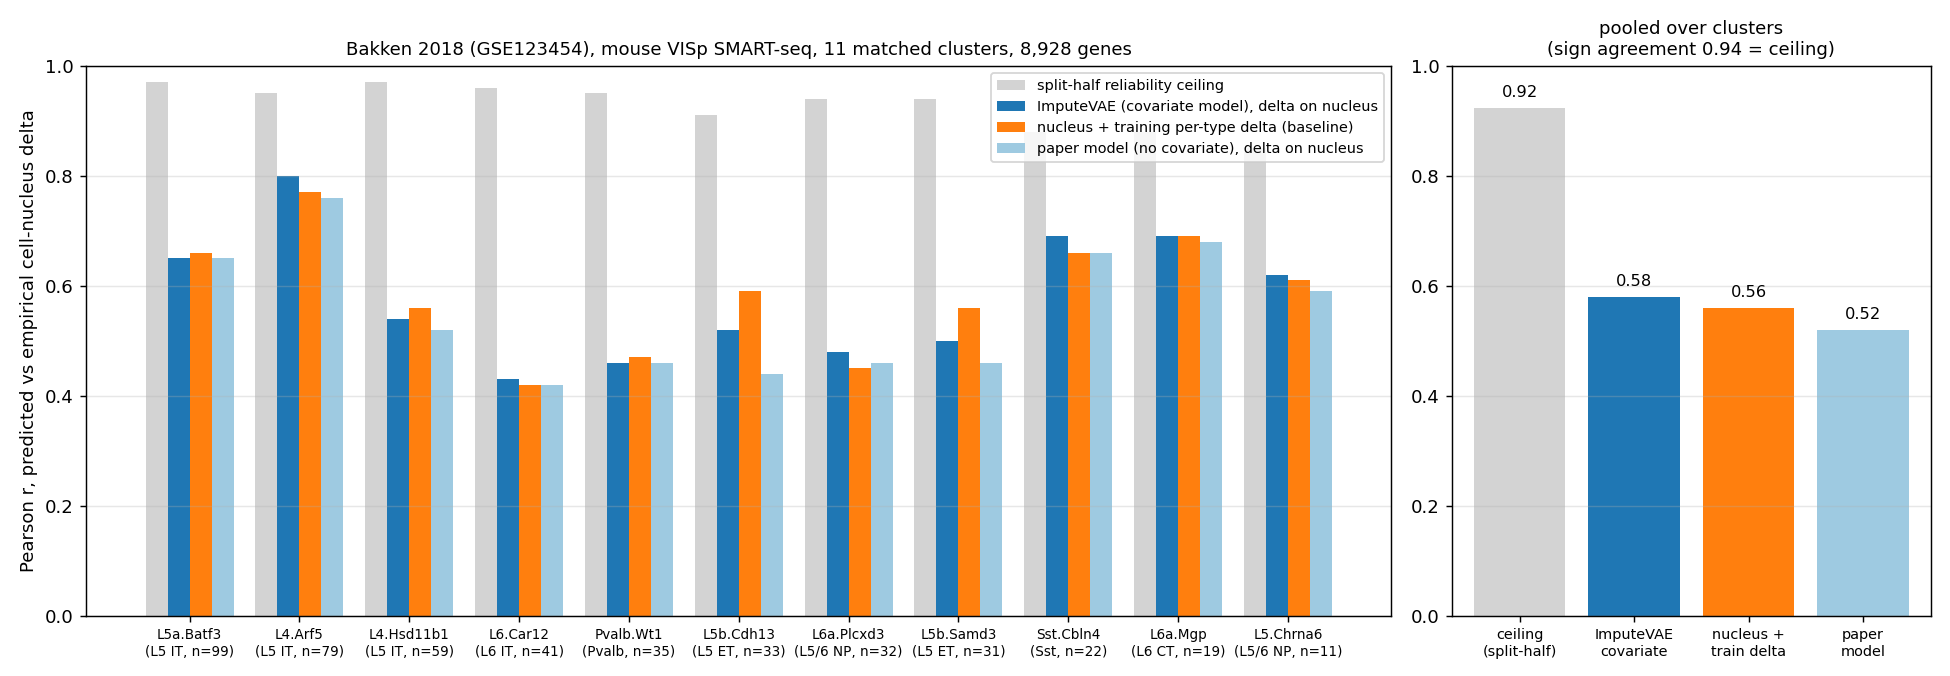 Bakken 2018 (GSE123454), mouse VISp SMART-seq, 11 matched clusters, 8,928 genes
Pearson r, predicted vs empirical cell-nucleus delta
1.0
0.8
0.6
0.4
0.2
0.0
split-half reliability ceiling
ImputeVAE (covariate model), delta on nucleus
nucleus + training per-type delta (baseline)
paper model (no covariate), delta on nucleus
L5a.Batf3
(L5 IT, n=99)
L4.Arf5
(L5 IT, n=79)
L4.Hsd11b1
(L5 IT, n=59)
L6.Car12
(L6 IT, n=41)
Pvalb.Wt1
(Pvalb, n=35)
L5b.Cdh13
(L5 ET, n=33)
L6a.Plcxd3
(L5/6 NP, n=32)
L5b.Samd3
(L5 ET, n=31)
Sst.Cbln4
(Sst, n=22)
L6a.Mgp
(L6 CT, n=19)
L5.Chrna6
(L5/6 NP, n=11)
pooled over clusters
(sign agreement 0.94 = ceiling)
1.0
0.8
0.6
0.4
0.2
0.0
0.92
0.58
0.56
0.52
ceiling
(split-half)
ImputeVAE
covariate
nucleus +
train delta
paper
model